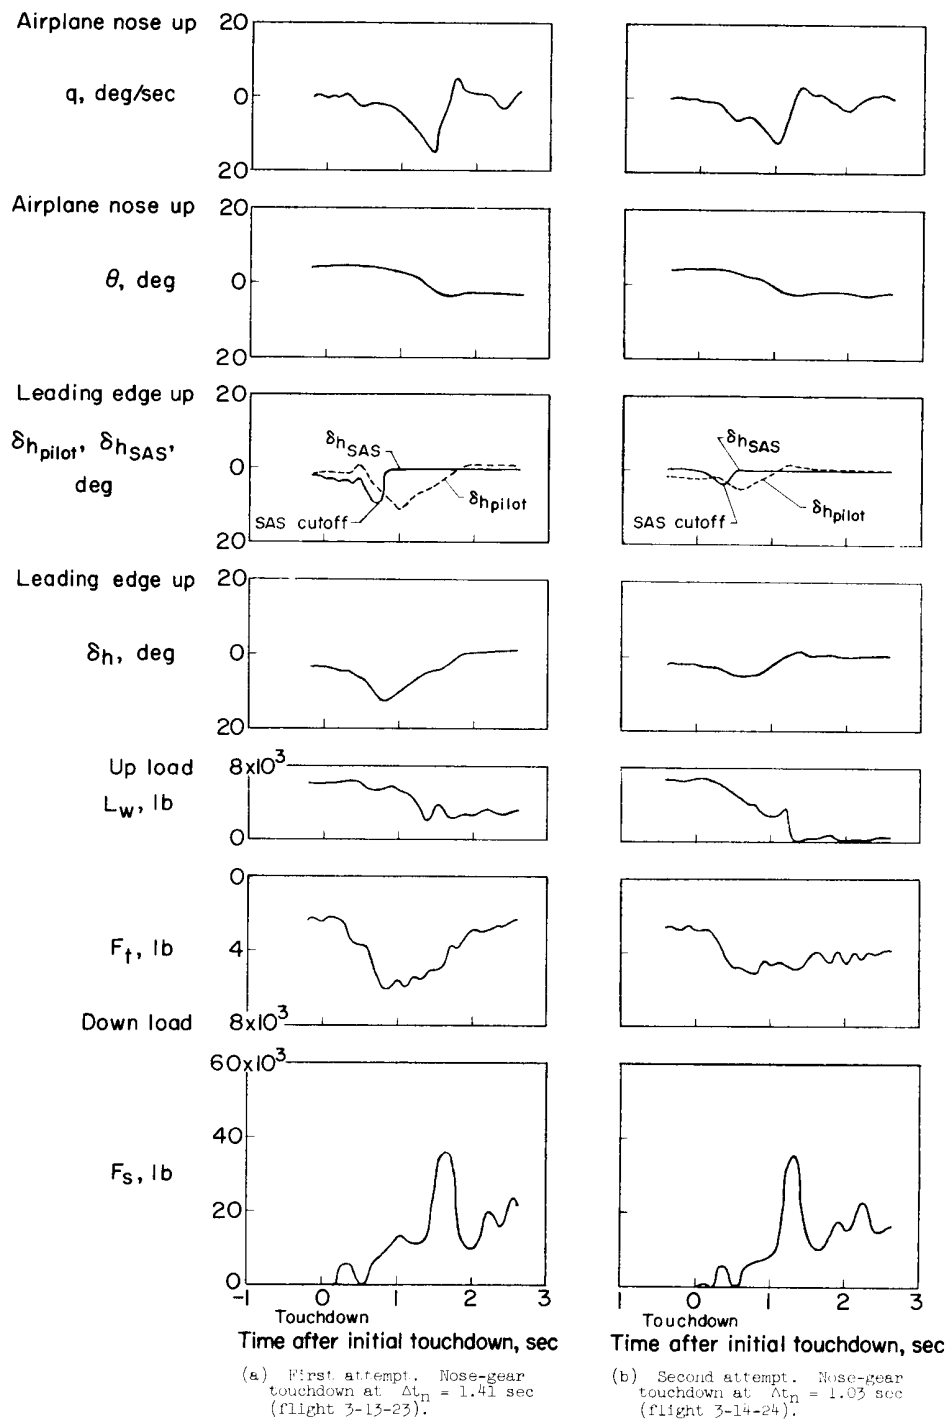 Airplane nose up
20
q, deg/sec
0
20
Airplane nose up
20
θ, deg
0
20
Leading edge up
20
δhpilot, δhSAS,
deg
0
20
δhSAS
SAS cutoff
δhpilot
δhSAS
SAS cutoff
δhpilot
Leading edge up
20
δh, deg
0
20
Up load
8x10³
Lw, lb
0
0
Ft, lb
4
Down load
8x10³
60x10³
40
Fs, lb
20
0
-1 0 1 2 3
Touchdown
Time after initial touchdown, sec
1 0 1 2 3
Touchdown
Time after initial touchdown, sec
(a) First attempt. Nose-gear
touchdown at Δtn = 1.41 sec
(flight 3-13-23).
(b) Second attempt. Nose-gear
touchdown at Δtn = 1.03 sec
(flight 3-14-24).